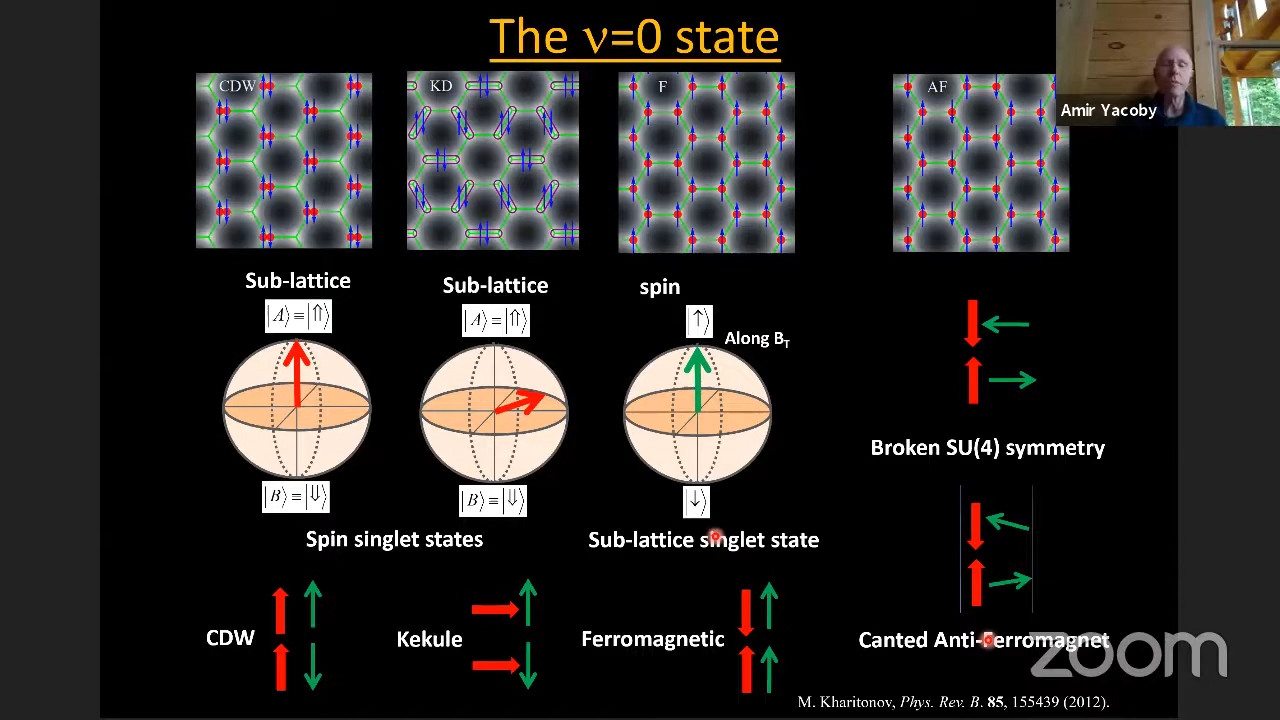 The ν=0 state
CDW
KD
F
AF
Amir Yacoby
Sub-lattice
Sub-lattice
spin
|A⟩≡|⇑⟩
|A⟩≡|⇑⟩
|↑⟩
Along B_T
|B⟩≡|⇓⟩
|B⟩≡|⇓⟩
|↓⟩
Broken SU(4) symmetry
Spin singlet states
Sub-lattice singlet state
CDW
Kekule
Ferromagnetic
Canted Anti-Ferromagnet
zoom
M. Kharitonov, Phys. Rev. B. 85, 155439 (2012).